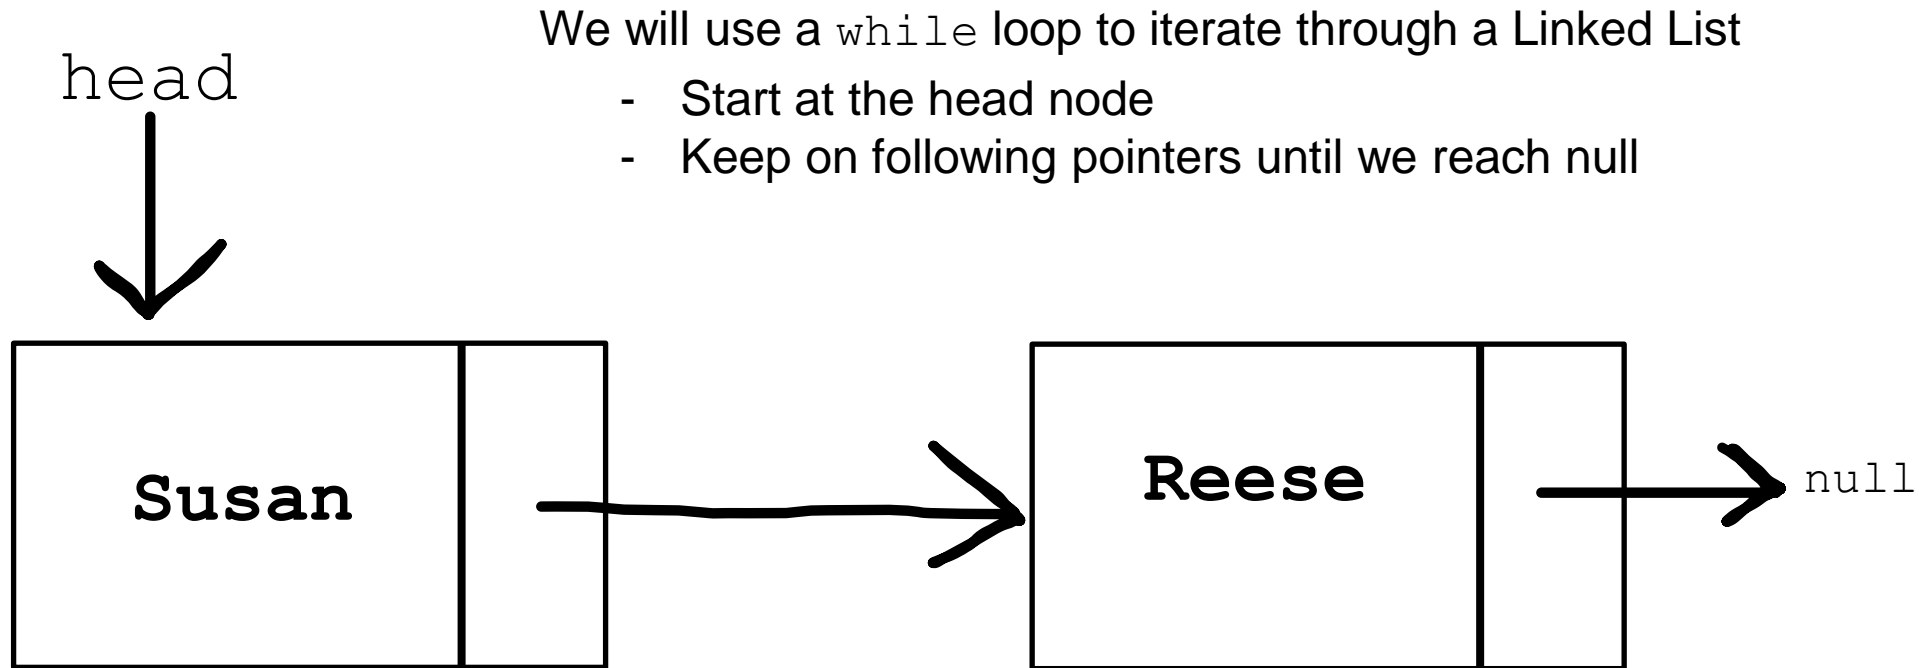 We will use a while loop to iterate through a Linked List
head
- Start at the head node
- Keep on following pointers until we reach null
Susan
Reese
null